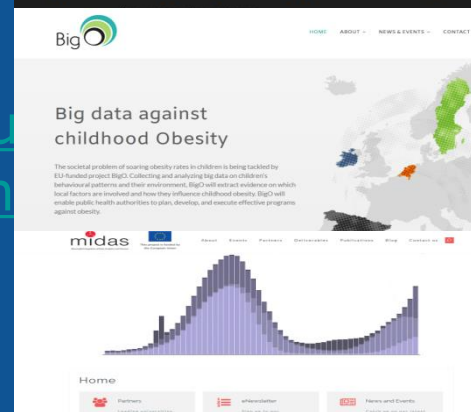 BigO
HOME ABOUT NEWS & EVENTS CONTACT
Big data against
childhood Obesity
The societal problem of soaring obesity rates in children is being tackled by
EU-funded project BigO. Collecting and analyzing big data on children's
behavioural patterns and their environment, BigO will extract evidence on which
local factors are involved and how they influence childhood obesity. BigO will
enable public health authorities to plan, develop, and execute effective programs
against obesity.
midas
About Events Partners Deliverables Publications Blog Contact us
Home
Partners eNewsletter News and Events